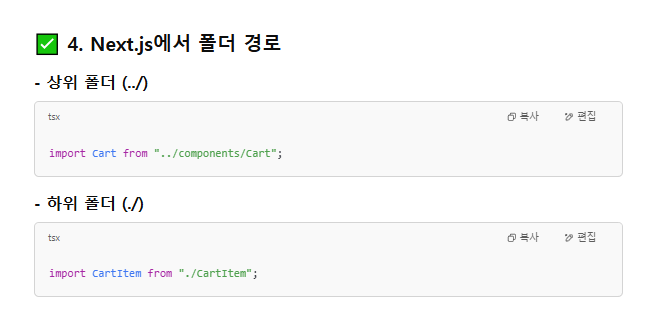 ✅ 4. Next.js에서 폴더 경로
- 상위 폴더 (../)
tsx 복사 편집
import Cart from "../components/Cart";
- 하위 폴더 (./)
tsx 복사 편집
import CartItem from "./CartItem";